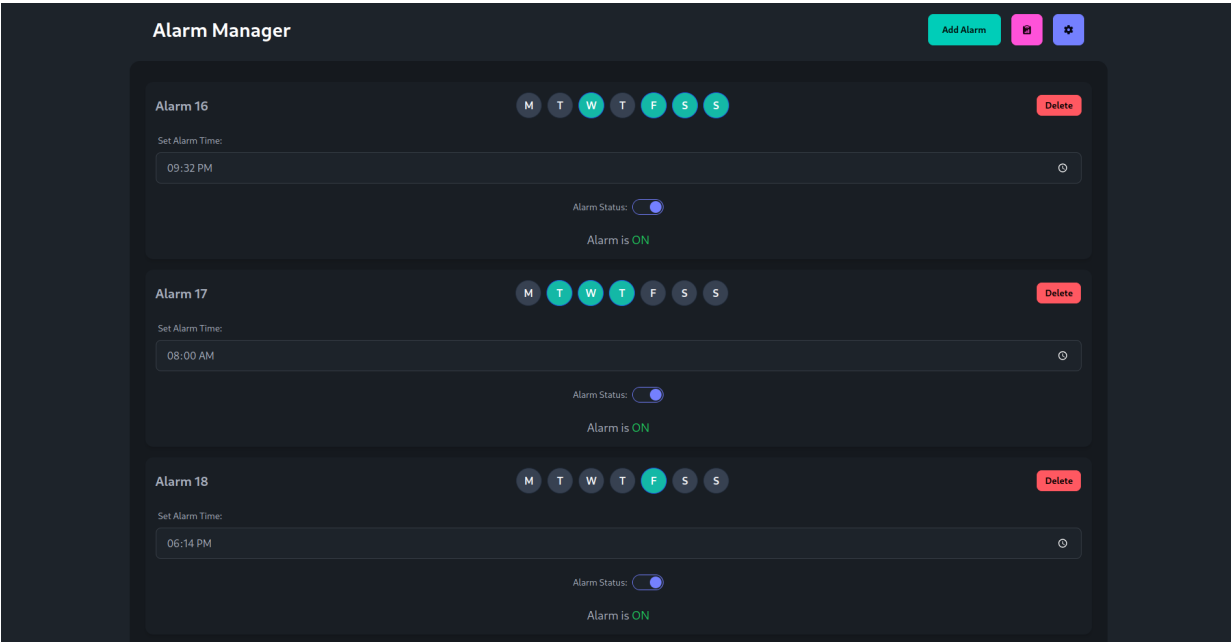 Alarm Manager Add Alarm
Alarm 16 M T W T F S S Delete
Set Alarm Time:
09:32 PM
Alarm Status:
Alarm is ON
Alarm 17 M T W T F S S Delete
Set Alarm Time:
08:00 AM
Alarm Status:
Alarm is ON
Alarm 18 M T W T F S S Delete
Set Alarm Time:
06:14 PM
Alarm Status:
Alarm is ON